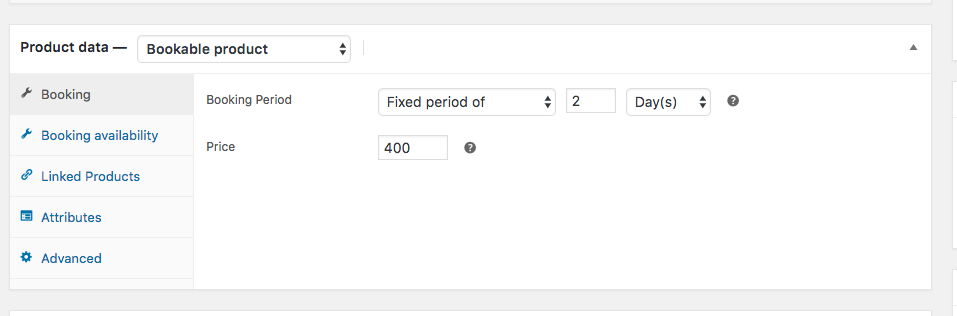 Product data — Bookable product
Booking
Booking Period Fixed period of 2 Day(s) ?
Booking availability
Price 400 ?
Linked Products
Attributes
Advanced